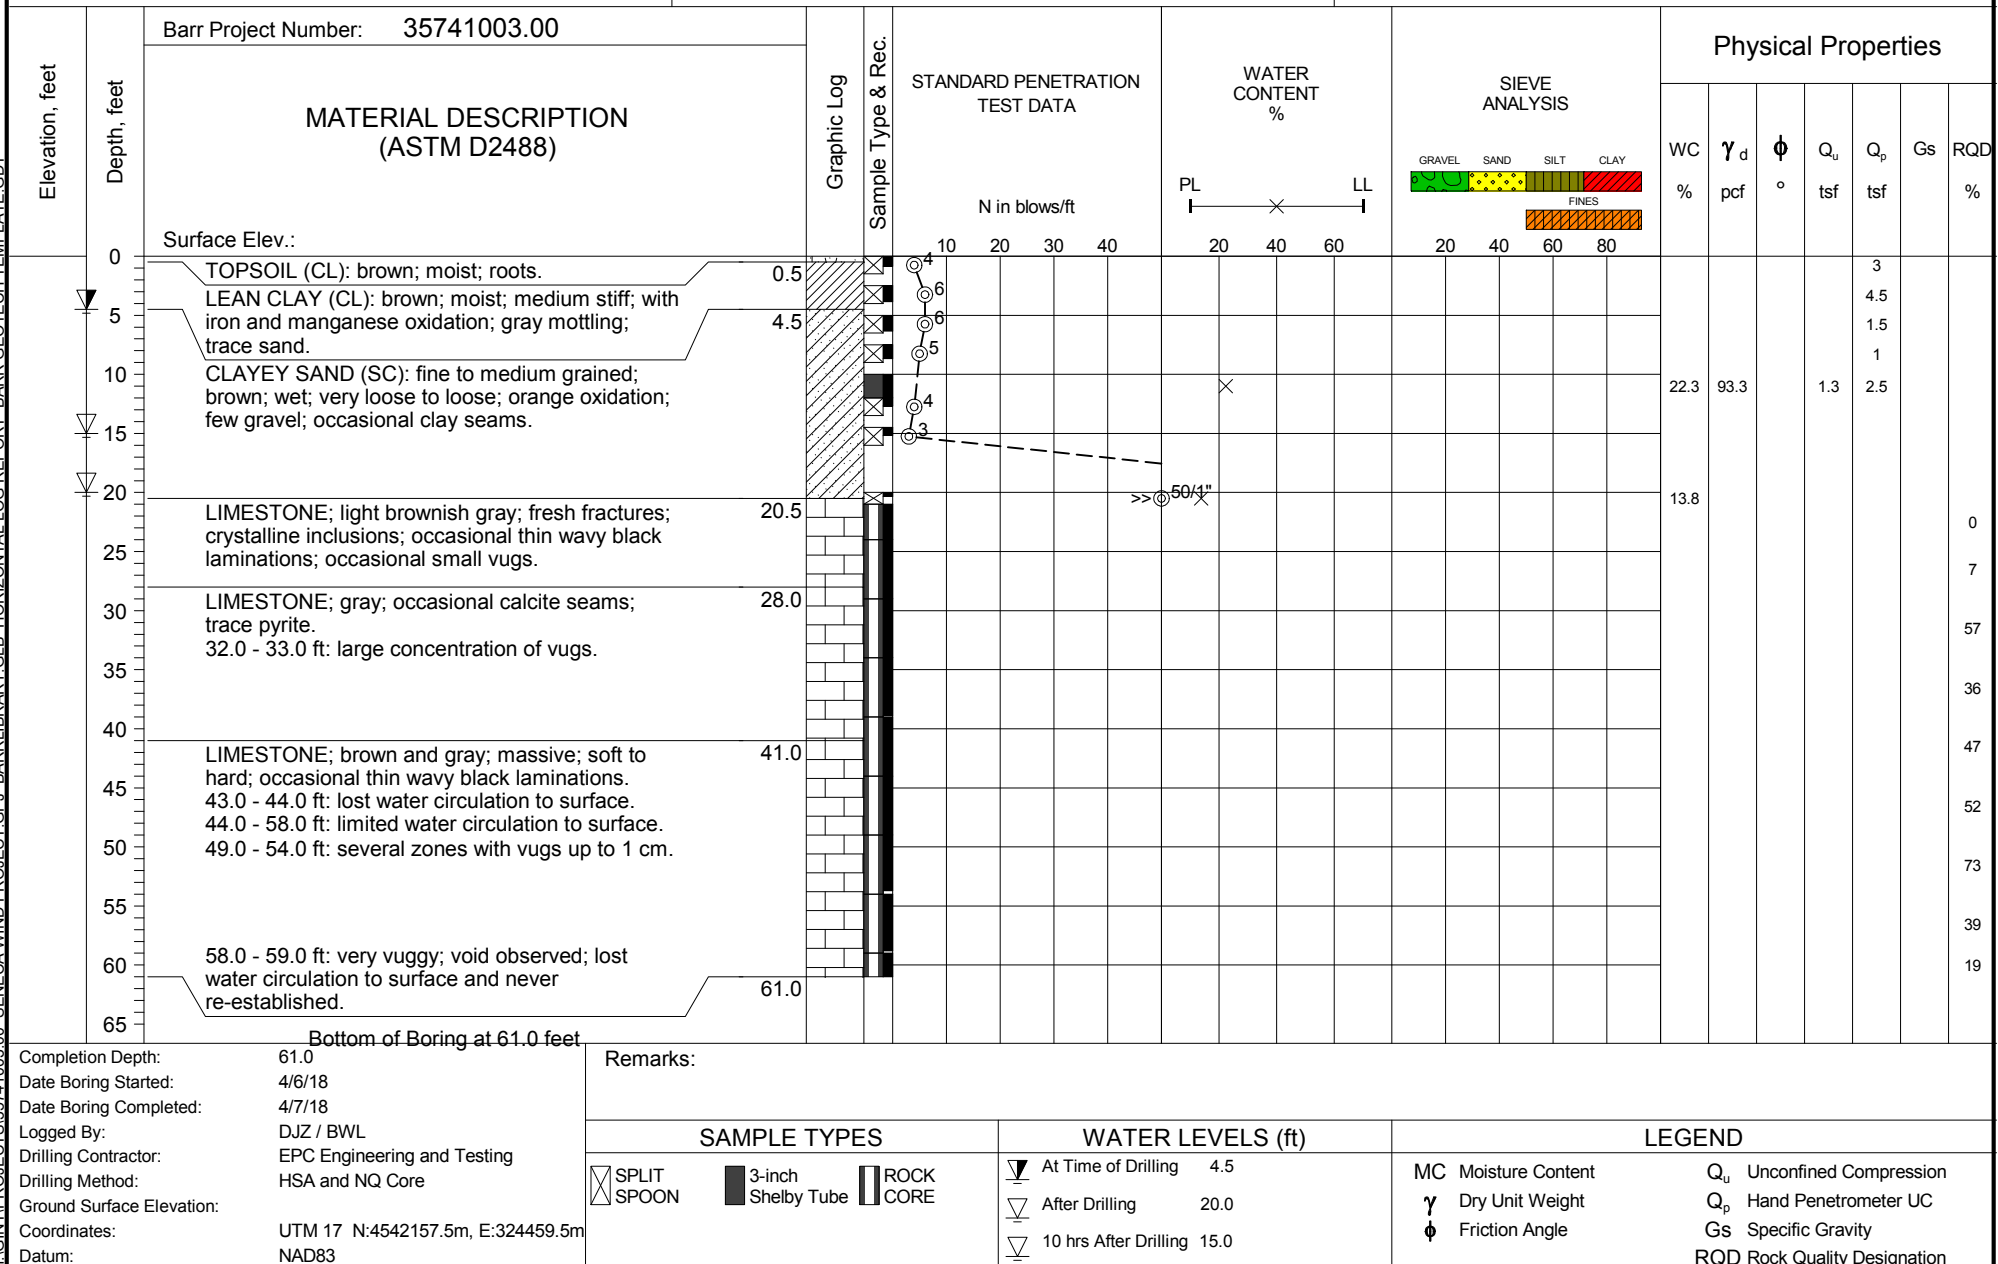 Barr Project Number: 35741003.00
Elevation, feet
Depth, feet
MATERIAL DESCRIPTION
(ASTM D2488)
Surface Elev.:
Graphic Log
Sample Type & Rec.
STANDARD PENETRATION
TEST DATA
N in blows/ft
10 20 30 40
WATER
CONTENT
%
PL LL
20 40 60
SIEVE
ANALYSIS
GRAVEL SAND SILT CLAY
FINES
20 40 60 80
Physical Properties
WC γd ϕ Qu Qp Gs RQD
% pcf ° tsf tsf %
0
TOPSOIL (CL): brown; moist; roots.
0.5
4
3
LEAN CLAY (CL): brown; moist; medium stiff; with
iron and manganese oxidation; gray mottling;
trace sand.
6
4.5
5
4.5
6
1.5
5
1
CLAYEY SAND (SC): fine to medium grained;
brown; wet; very loose to loose; orange oxidation;
few gravel; occasional clay seams.
10
22.3 93.3 1.3 2.5
4
15
3
20
>> 50/1"
13.8
LIMESTONE; light brownish gray; fresh fractures;
crystalline inclusions; occasional thin wavy black
laminations; occasional small vugs.
20.5
0
25
7
LIMESTONE; gray; occasional calcite seams;
trace pyrite.
32.0 - 33.0 ft: large concentration of vugs.
28.0
30
57
35
36
40
LIMESTONE; brown and gray; massive; soft to
hard; occasional thin wavy black laminations.
43.0 - 44.0 ft: lost water circulation to surface.
44.0 - 58.0 ft: limited water circulation to surface.
49.0 - 54.0 ft: several zones with vugs up to 1 cm.
41.0
47
45
52
50
73
55
39
58.0 - 59.0 ft: very vuggy; void observed; lost
water circulation to surface and never
re-established.
60
19
61.0
65
Bottom of Boring at 61.0 feet
Completion Depth: 61.0
Date Boring Started: 4/6/18
Date Boring Completed: 4/7/18
Logged By: DJZ / BWL
Drilling Contractor: EPC Engineering and Testing
Drilling Method: HSA and NQ Core
Ground Surface Elevation:
Coordinates: UTM 17 N:4542157.5m, E:324459.5m
Datum: NAD83
Remarks:
SAMPLE TYPES
SPLIT
SPOON
3-inch
Shelby Tube
ROCK
CORE
WATER LEVELS (ft)
At Time of Drilling 4.5
After Drilling 20.0
10 hrs After Drilling 15.0
LEGEND
MC Moisture Content
γ Dry Unit Weight
ϕ Friction Angle
Qu Unconfined Compression
Qp Hand Penetrometer UC
Gs Specific Gravity
RQD Rock Quality Designation